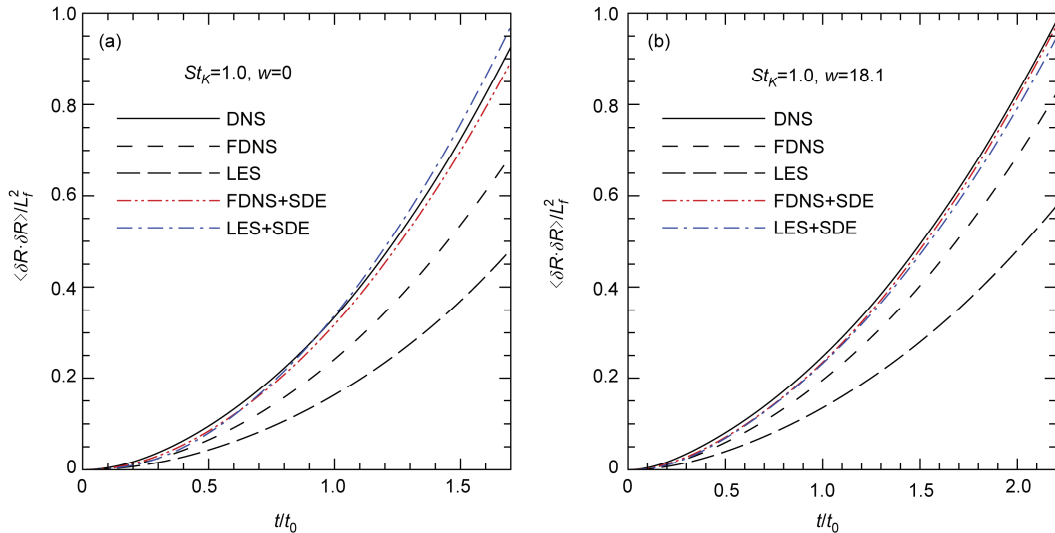 (a)
St_K=1.0, w=0
DNS
FDNS
LES
FDNS+SDE
LES+SDE
<δR·δR>/L_f^2
1.0
0.8
0.6
0.4
0.2
0
0 0.5 1.0 1.5
t/t_0
(b)
St_K=1.0, w=18.1
DNS
FDNS
LES
FDNS+SDE
LES+SDE
<δR·δR>/L_f^2
1.0
0.8
0.6
0.4
0.2
0
0 0.5 1.0 1.5 2.0
t/t_0